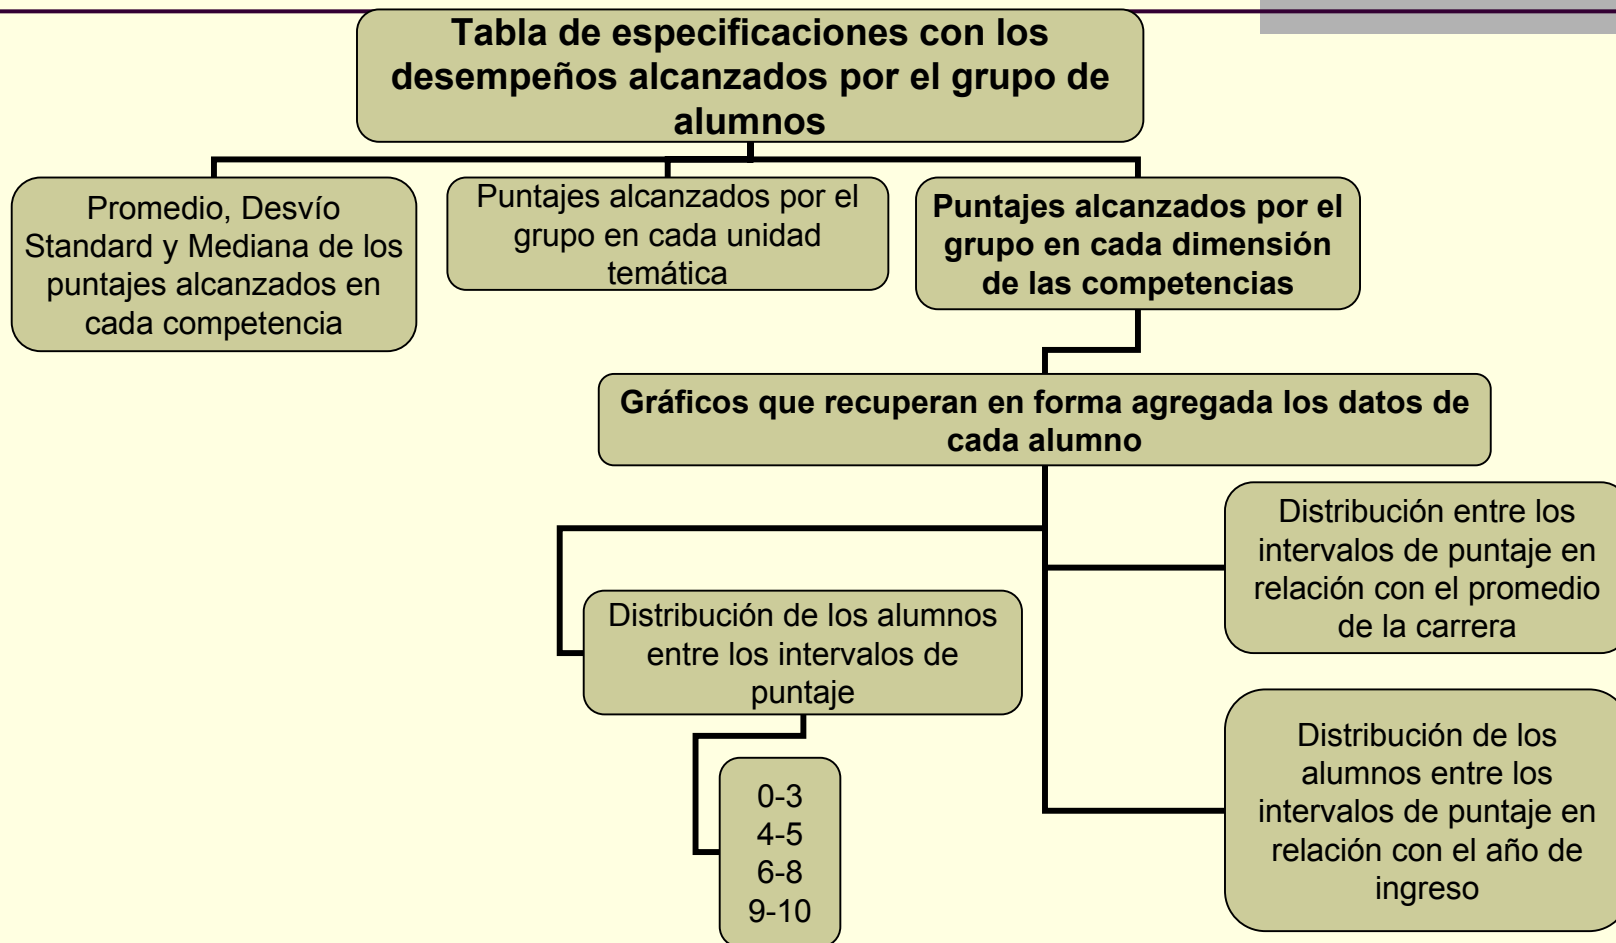 Tabla de especificaciones con los
desempeños alcanzados por el grupo de
alumnos
Promedio, Desvío
Standard y Mediana de los
puntajes alcanzados en
cada competencia
Puntajes alcanzados por el
grupo en cada unidad
temática
Puntajes alcanzados por el
grupo en cada dimensión
de las competencias
Gráficos que recuperan en forma agregada los datos de
cada alumno
Distribución entre los
intervalos de puntaje en
relación con el promedio
de la carrera
Distribución de los alumnos
entre los intervalos de
puntaje
Distribución de los
alumnos entre los
intervalos de puntaje en
relación con el año de
ingreso
0-3
4-5
6-8
9-10